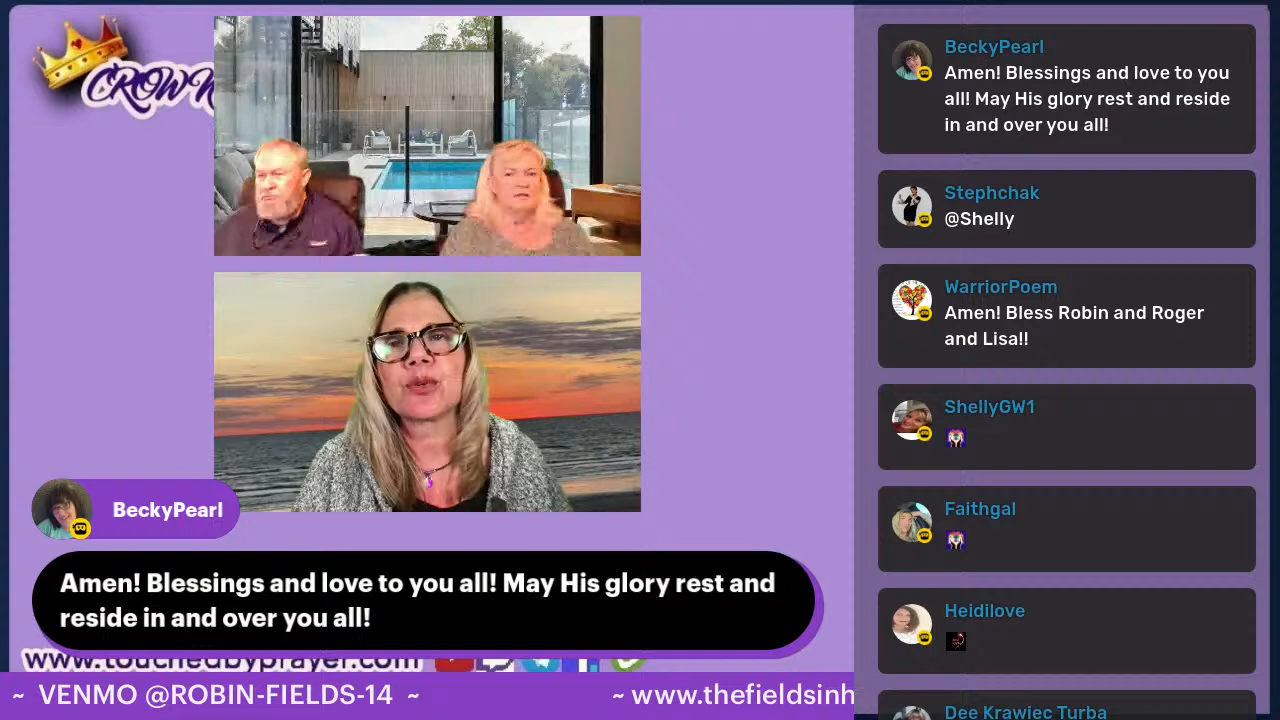 CROWN
BeckyPearl
Amen! Blessings and love to you all! May His glory rest and
reside in and over you all!
www.touchedbyprayer.com
~ VENMO @ROBIN-FIELDS-14 ~
~ www.thefieldsinh
BeckyPearl
Amen! Blessings and love to you
all! May His glory rest and reside
in and over you all!
Stephchak
@Shelly
WarriorPoem
Amen! Bless Robin and Roger
and Lisa!!
ShellyGW1
Faithgal
Heidilove
Dee Krawiec Turba